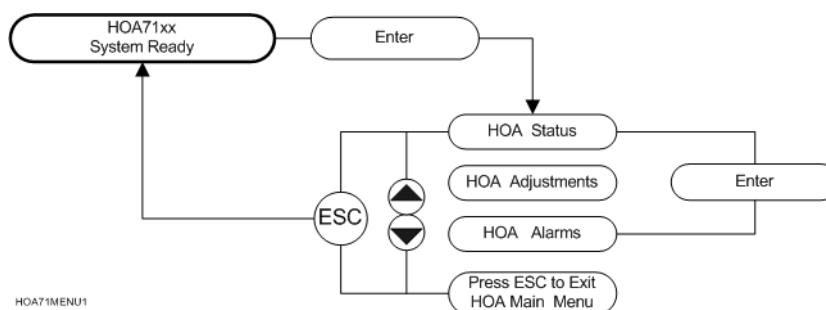 HOA71xx
System Ready
Enter
HOA Status
HOA Adjustments
Enter
ESC
HOA Alarms
Press ESC to Exit
HOA Main Menu
HOA71MENU1